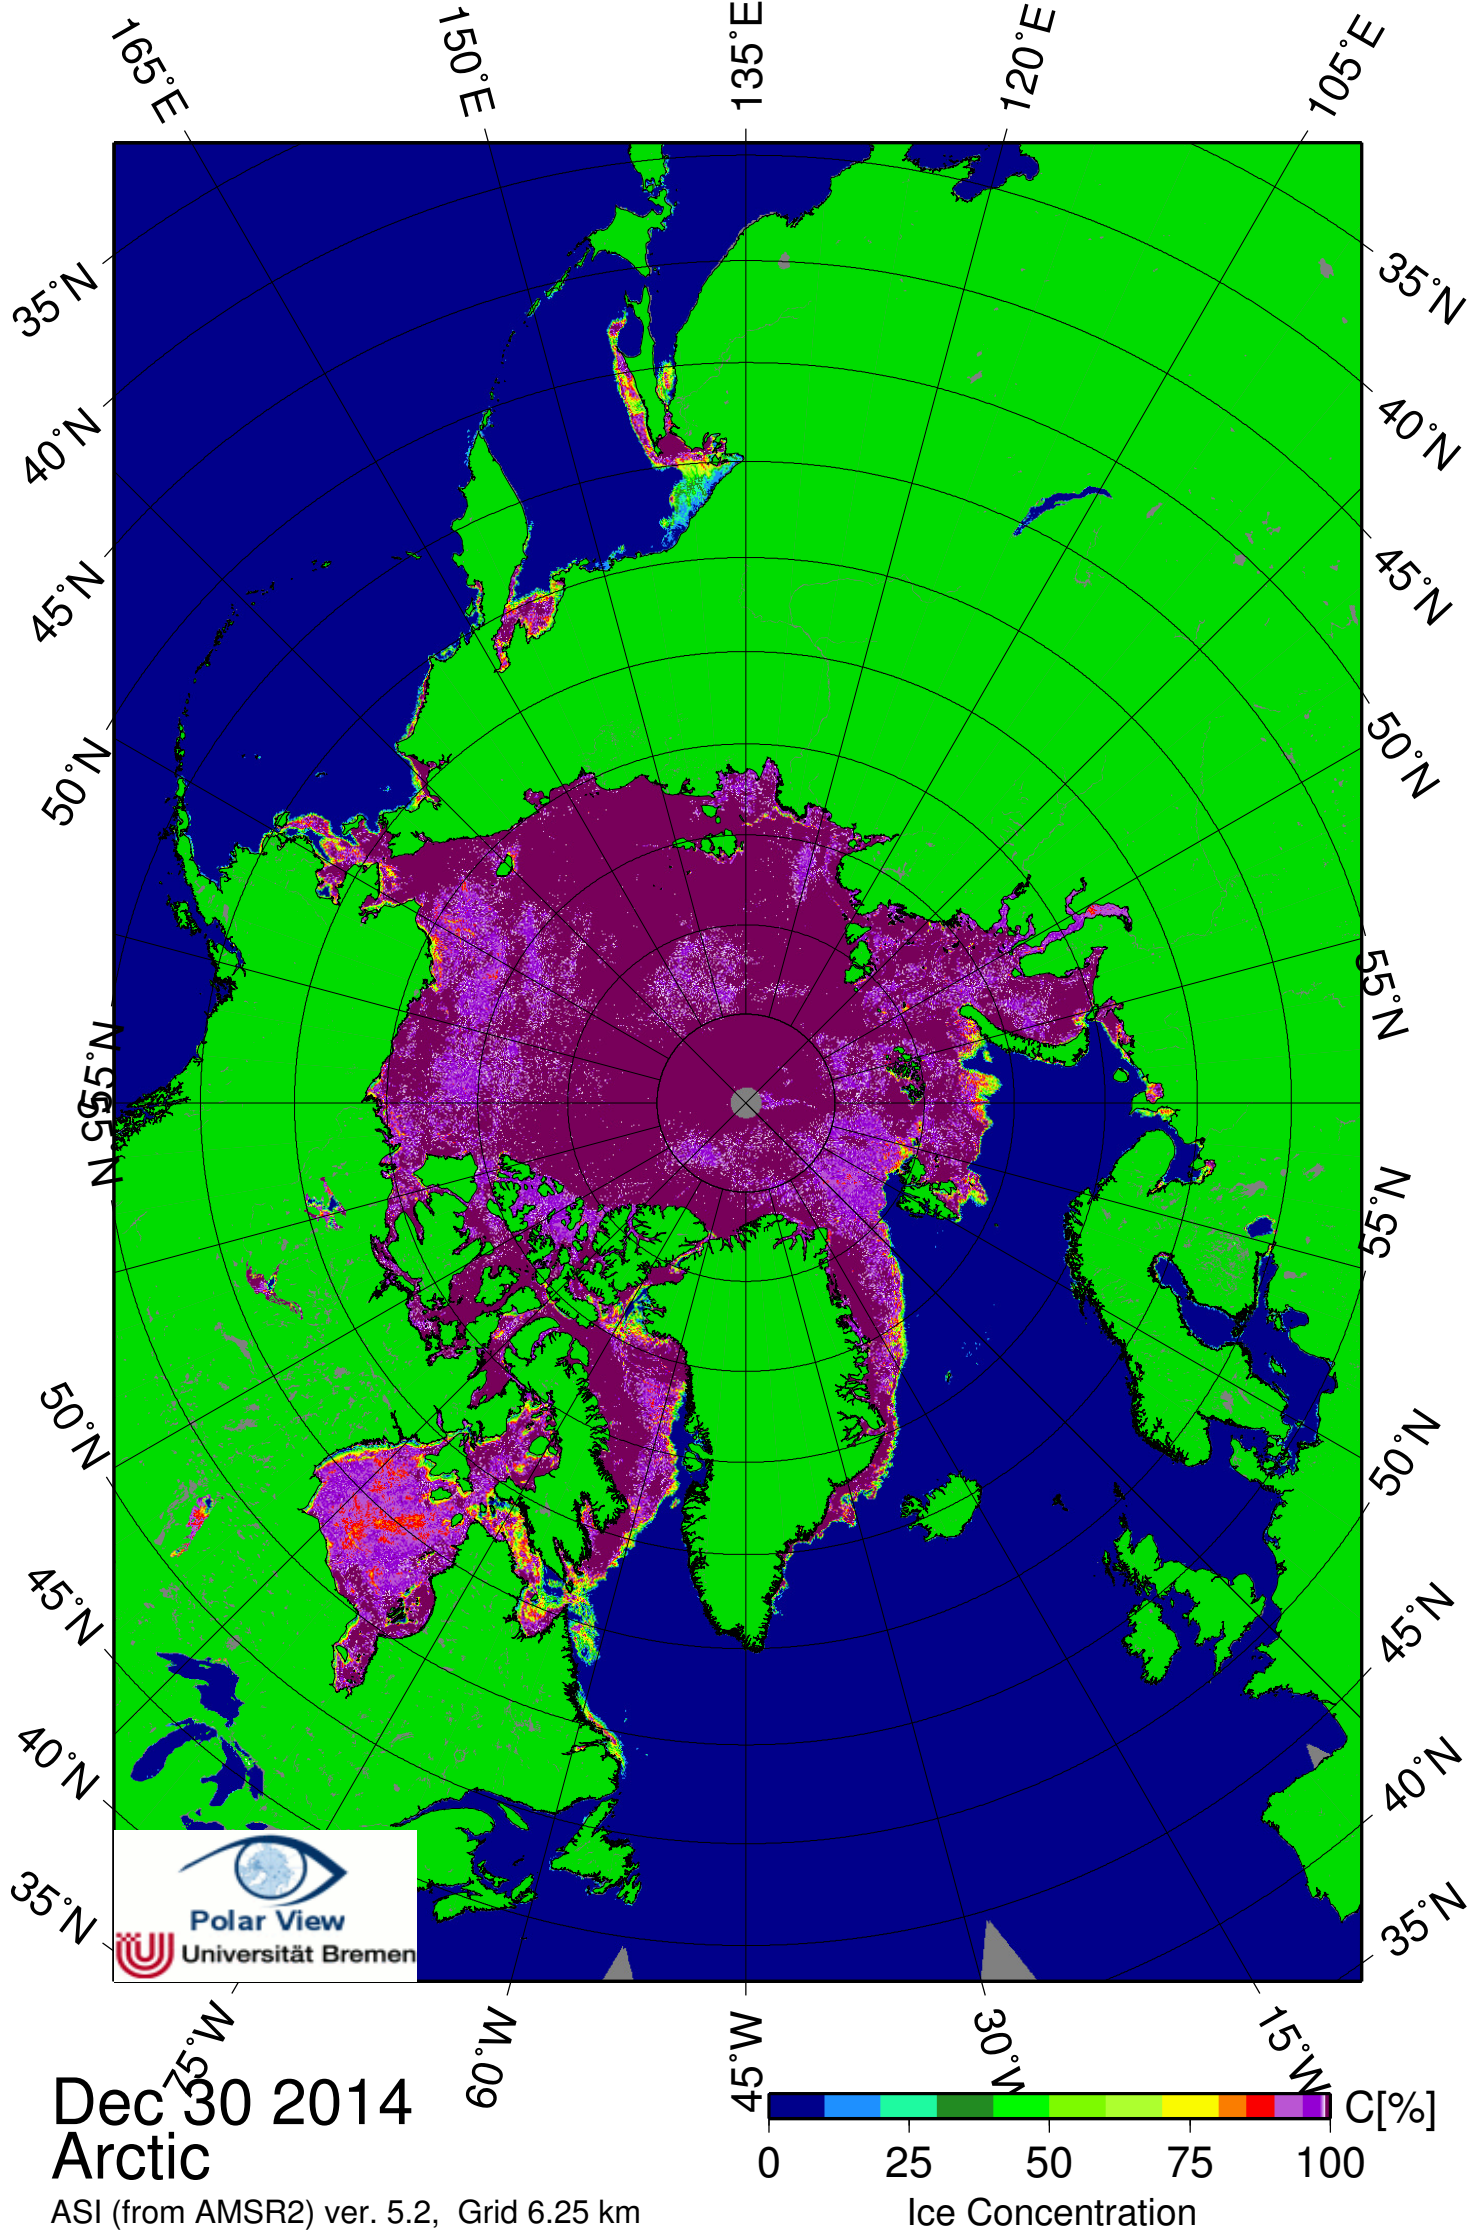 165°E 150°E 135°E 120°E 105°E
35°N 35°N
40°N 40°N
45°N 45°N
50°N 50°N
55°N 55°N
55°N 55°N
50°N 50°N
45°N 45°N
40°N 40°N
35°N 35°N
Polar View
Universität Bremen
75°W 60°W 45°W 30°W 15°W
Dec 30 2014
Arctic
ASI (from AMSR2) ver. 5.2, Grid 6.25 km
C[%]
0 25 50 75 100
Ice Concentration